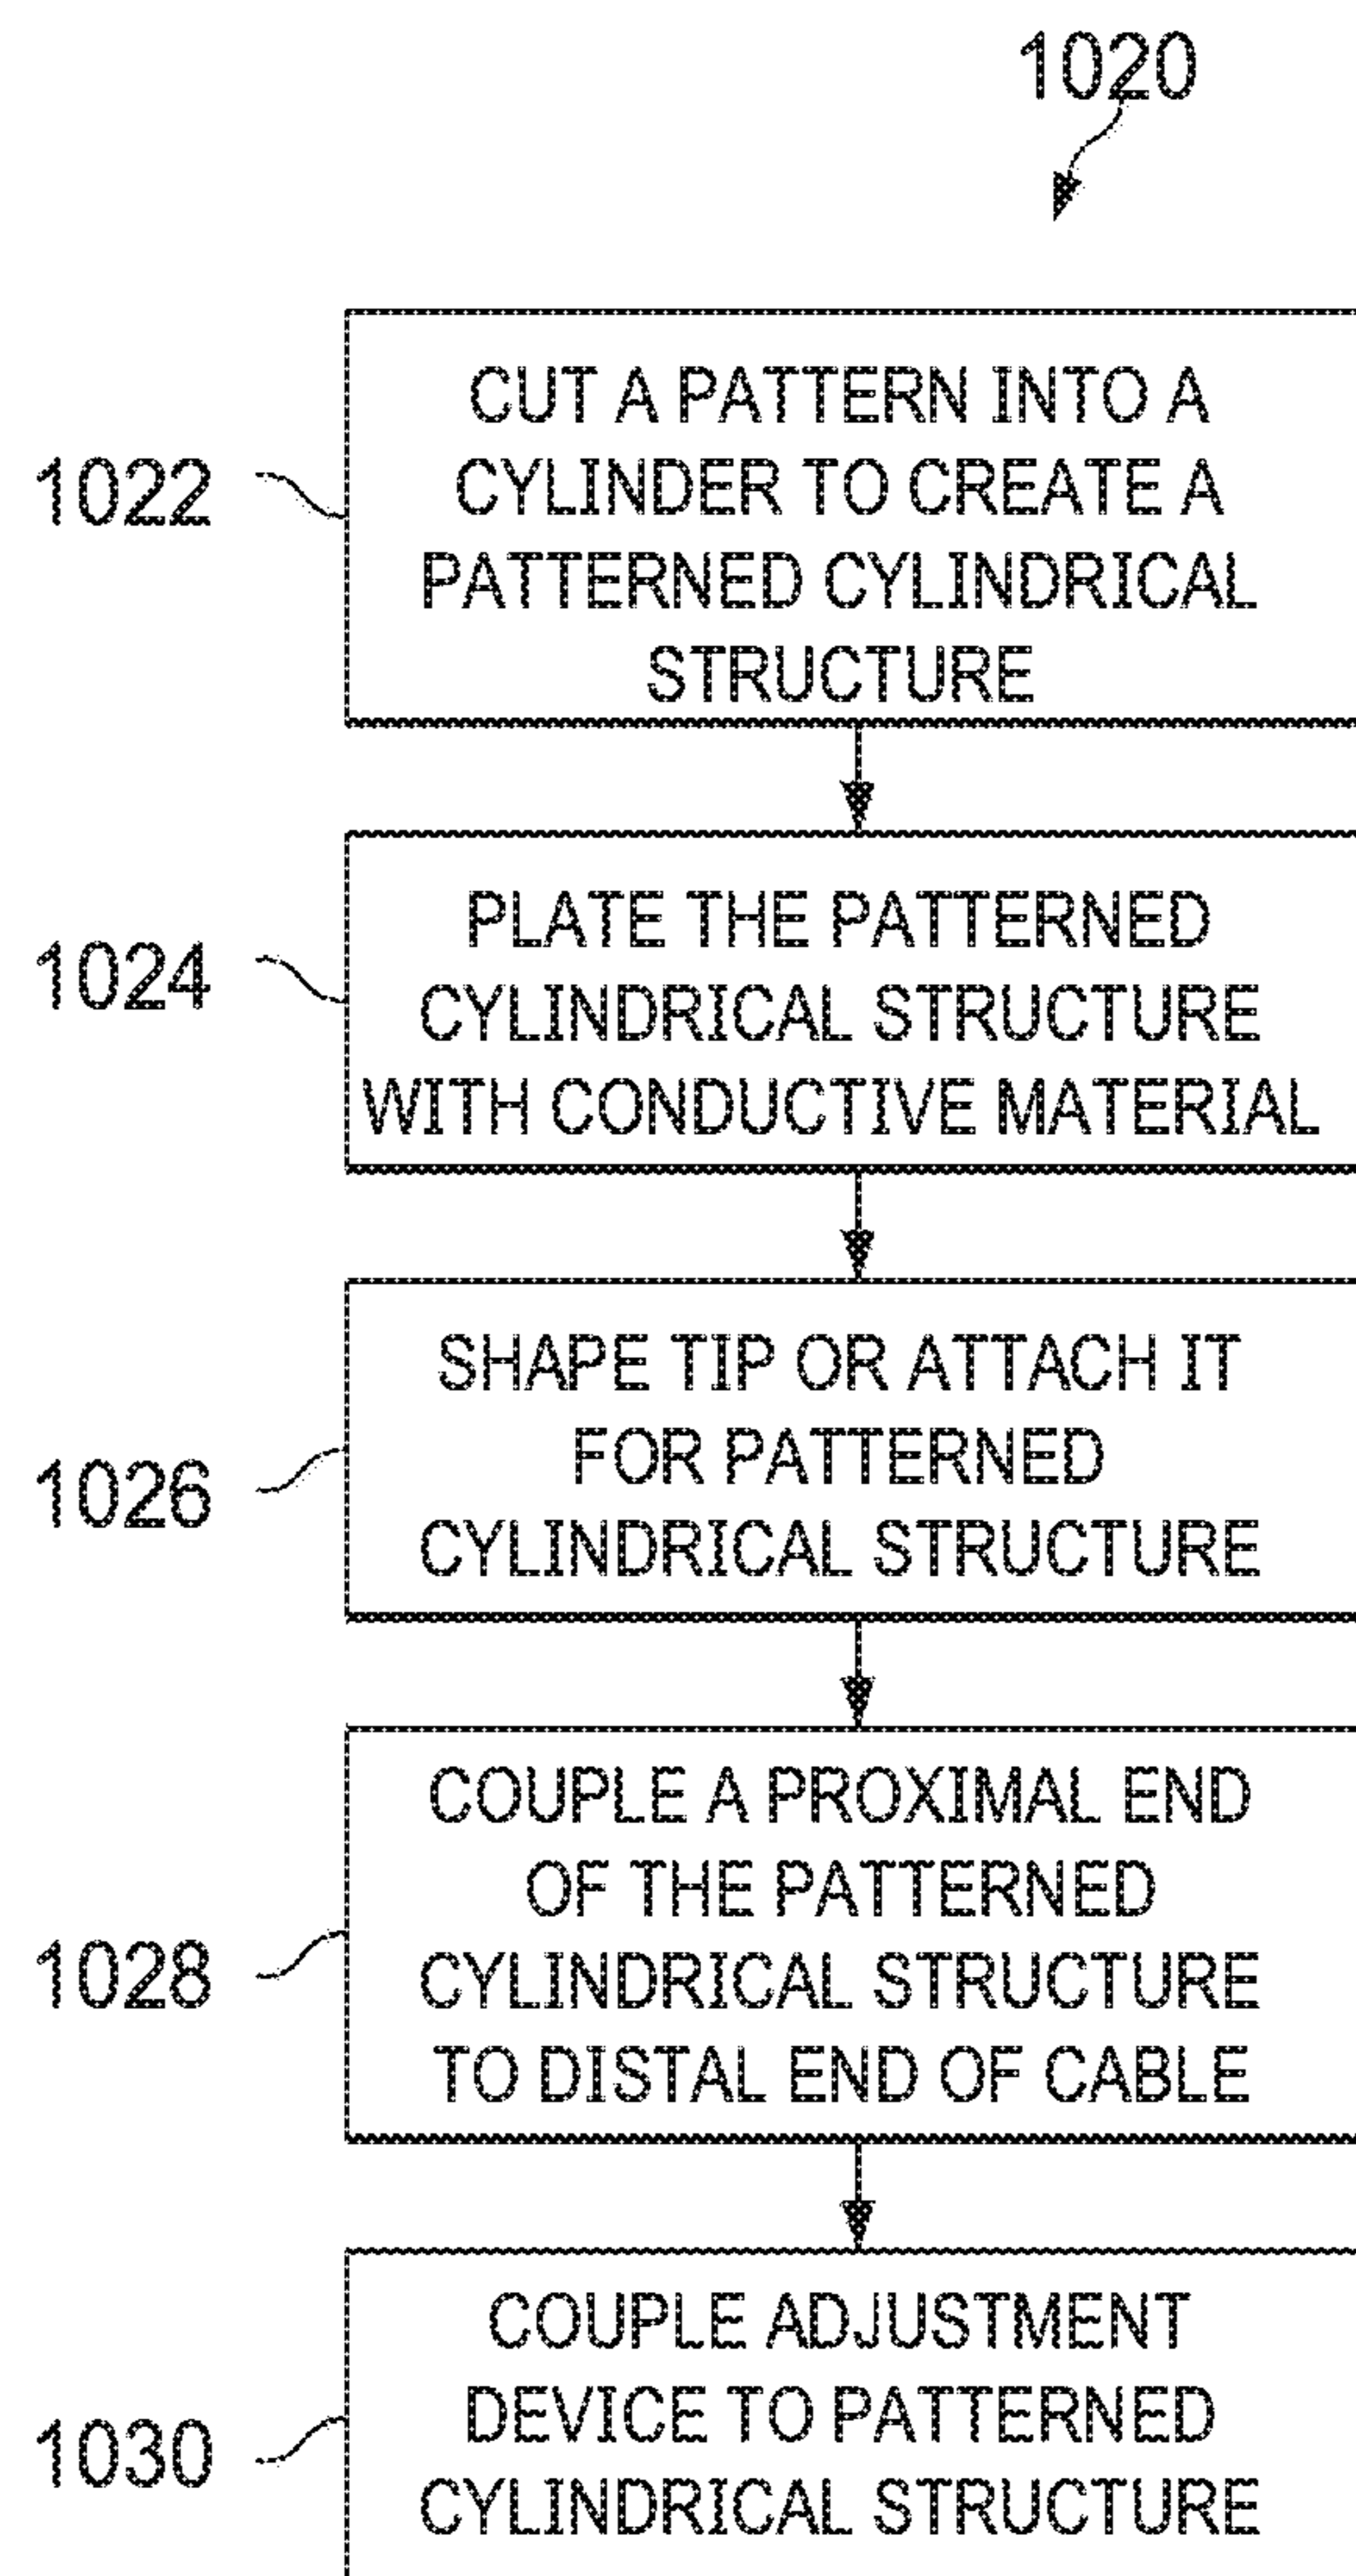 1020
1022
CUT A PATTERN INTO A
CYLINDER TO CREATE A
PATTERNED CYLINDRICAL
STRUCTURE
1024
PLATE THE PATTERNED
CYLINDRICAL STRUCTURE
WITH CONDUCTIVE MATERIAL
1026
SHAPE TIP OR ATTACH IT
FOR PATTERNED
CYLINDRICAL STRUCTURE
1028
COUPLE A PROXIMAL END
OF THE PATTERNED
CYLINDRICAL STRUCTURE
TO DISTAL END OF CABLE
1030
COUPLE ADJUSTMENT
DEVICE TO PATTERNED
CYLINDRICAL STRUCTURE